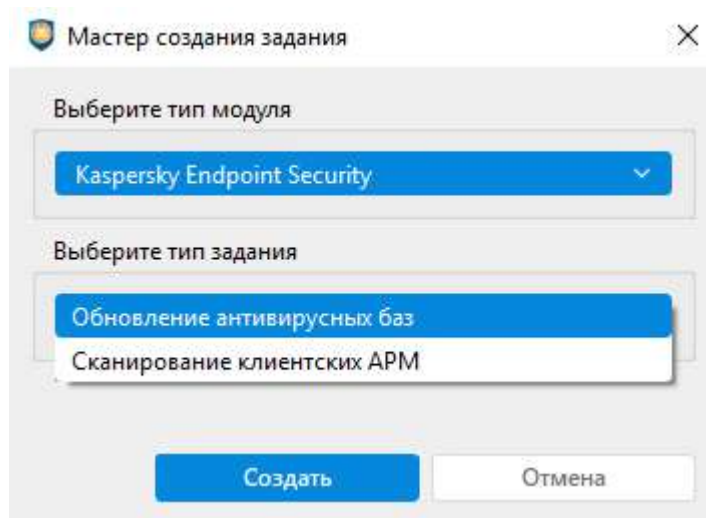 Мастер создания задания
Выберите тип модуля
Kaspersky Endpoint Security
Выберите тип задания
Обновление антивирусных баз
Сканирование клиентских АРМ
Создать
Отмена